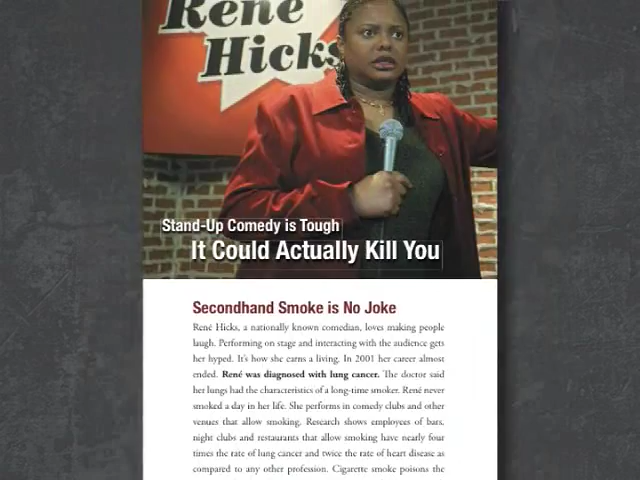 René
Hicks
Stand-Up Comedy is Tough
It Could Actually Kill You
Secondhand Smoke is No Joke
René Hicks, a nationally known comedian, loves making people
laugh. Performing on stage and interacting with the audience gets
her hyped. It's how she earns a living. In 2001 her career almost
ended. René was diagnosed with lung cancer. The doctor said
her lungs had the characteristics of a long-time smoker. René never
smoked a day in her life. She performs in comedy clubs and other
venues that allow smoking. Research shows employees of bars,
night clubs and restaurants that allow smoking have nearly four
times the rate of lung cancer and twice the rate of heart disease as
compared to any other profession. Cigarette smoke poisons the